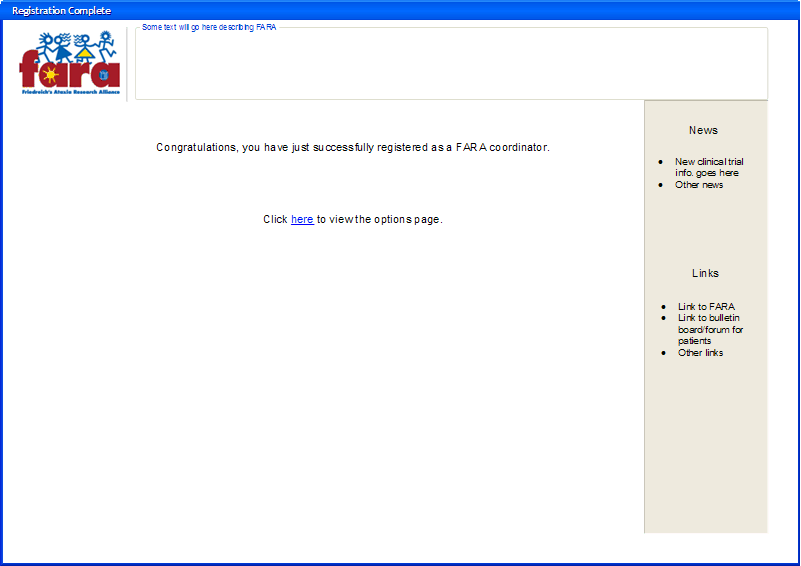 Registration Complete
Some text will go here describing FARA
fara
Friedreich's Ataxia Research Alliance
Congratulations, you have just successfully registered as a FARA coordinator.
Click here to view the options page.
News
• New clinical trial
info. goes here
• Other news
Links
• Link to FARA
• Link to bulletin
board/forum for
patients
• Other links